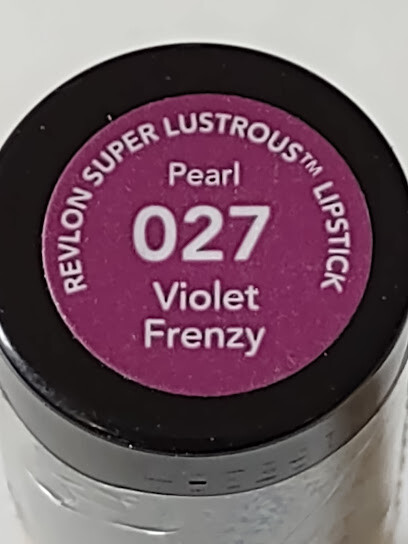 REVLON SUPER LUSTROUS™ LIPSTICK
Pearl
027
Violet
Frenzy